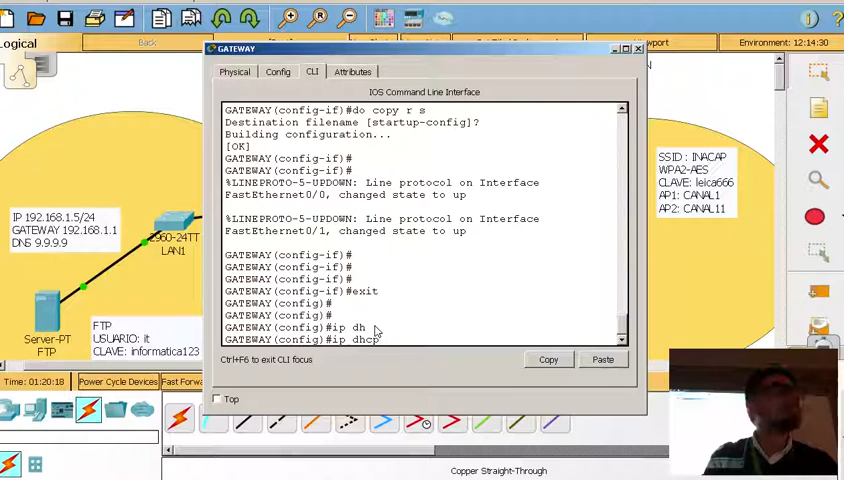 Logical
Back
Viewport
Environment: 12:14:30
GATEWAY
Physical
Config
CLI
Attributes
IOS Command Line Interface
GATEWAY(config-if)#do copy r s
Destination filename [startup-config]?
Building configuration...
[OK]
GATEWAY(config-if)#
GATEWAY(config-if)#
%LINEPROTO-5-UPDOWN: Line protocol on Interface
FastEthernet0/0, changed state to up
%LINEPROTO-5-UPDOWN: Line protocol on Interface
FastEthernet0/1, changed state to up
GATEWAY(config-if)#
GATEWAY(config-if)#
GATEWAY(config-if)#
GATEWAY(config-if)#exit
GATEWAY(config)#
GATEWAY(config)#
GATEWAY(config)#ip dh
GATEWAY(config)#ip dhcp
Ctrl+F6 to exit CLI focus
Copy
Paste
Top
IP 192.168.1.5/24
GATEWAY 192.168.1.1
DNS 9.9.9.9
2960-24TT
LAN1
Server-PT
FTP
FTP
USUARIO: it
CLAVE: informatica123
SSID : INACAP
WPA2-AES
CLAVE: leica666
AP1: CANAL1
AP2: CANAL11
Time: 01:20:18
Power Cycle Devices
Fast Forward
Copper Straight-Through